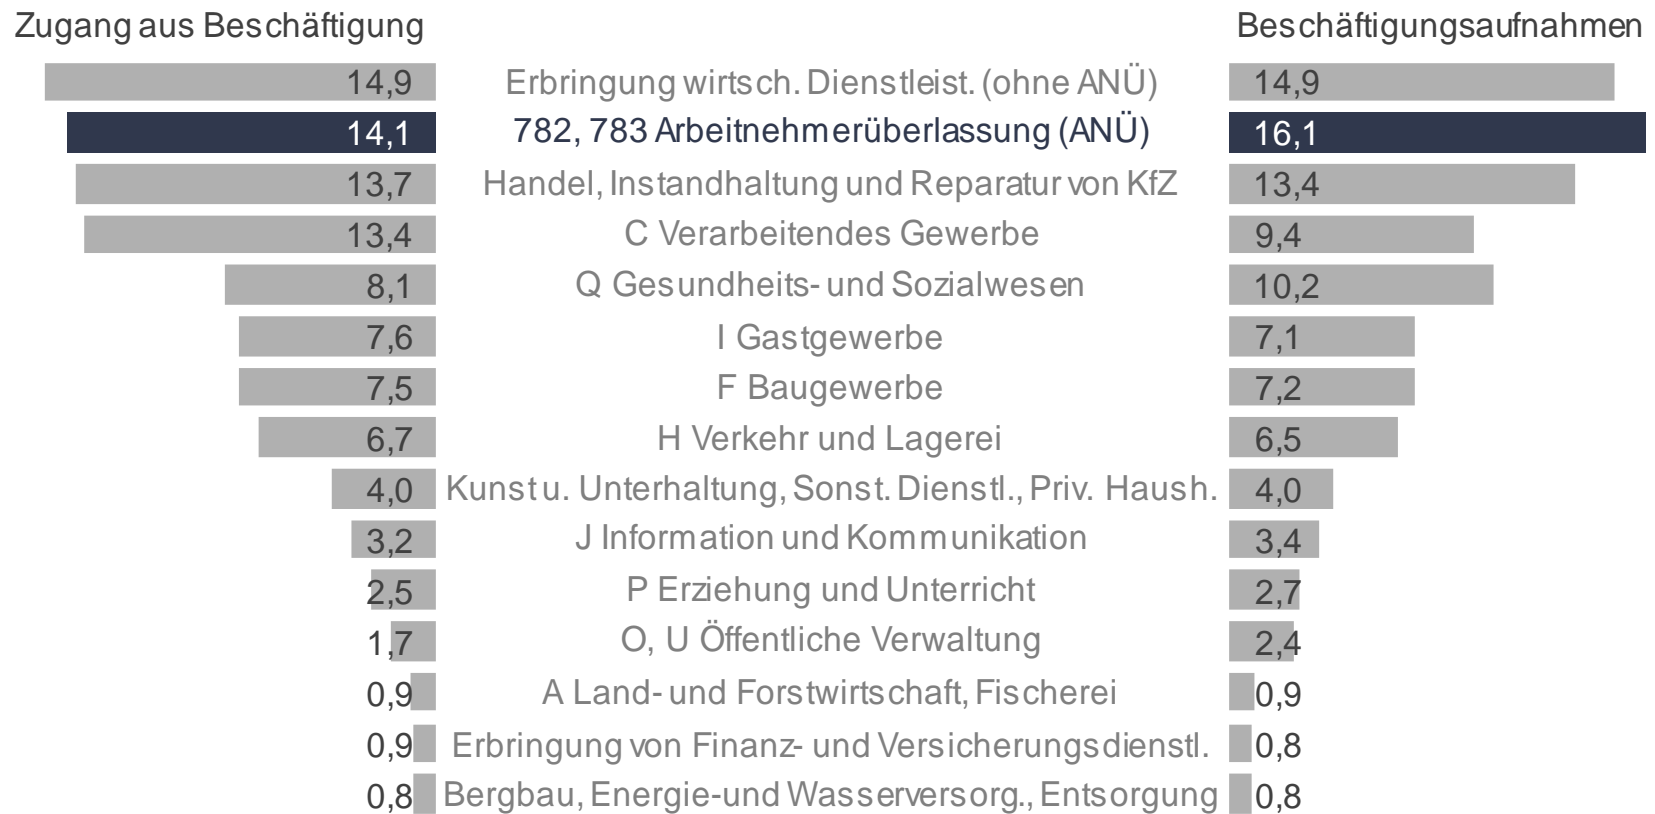 Zugang aus Beschäftigung Beschäftigungsaufnahmen
14,9 Erbringung wirtsch. Dienstleist. (ohne ANÜ) 14,9
14,1 782, 783 Arbeitnehmerüberlassung (ANÜ) 16,1
13,7 Handel, Instandhaltung und Reparatur von KfZ 13,4
13,4 C Verarbeitendes Gewerbe 9,4
8,1 Q Gesundheits- und Sozialwesen 10,2
7,6 I Gastgewerbe 7,1
7,5 F Baugewerbe 7,2
6,7 H Verkehr und Lagerei 6,5
4,0 Kunst u. Unterhaltung, Sonst. Dienstl., Priv. Haush. 4,0
3,2 J Information und Kommunikation 3,4
2,5 P Erziehung und Unterricht 2,7
1,7 O, U Öffentliche Verwaltung 2,4
0,9 A Land- und Forstwirtschaft, Fischerei 0,9
0,9 Erbringung von Finanz- und Versicherungsdienstl. 0,8
0,8 Bergbau, Energie-und Wasserversorg., Entsorgung 0,8